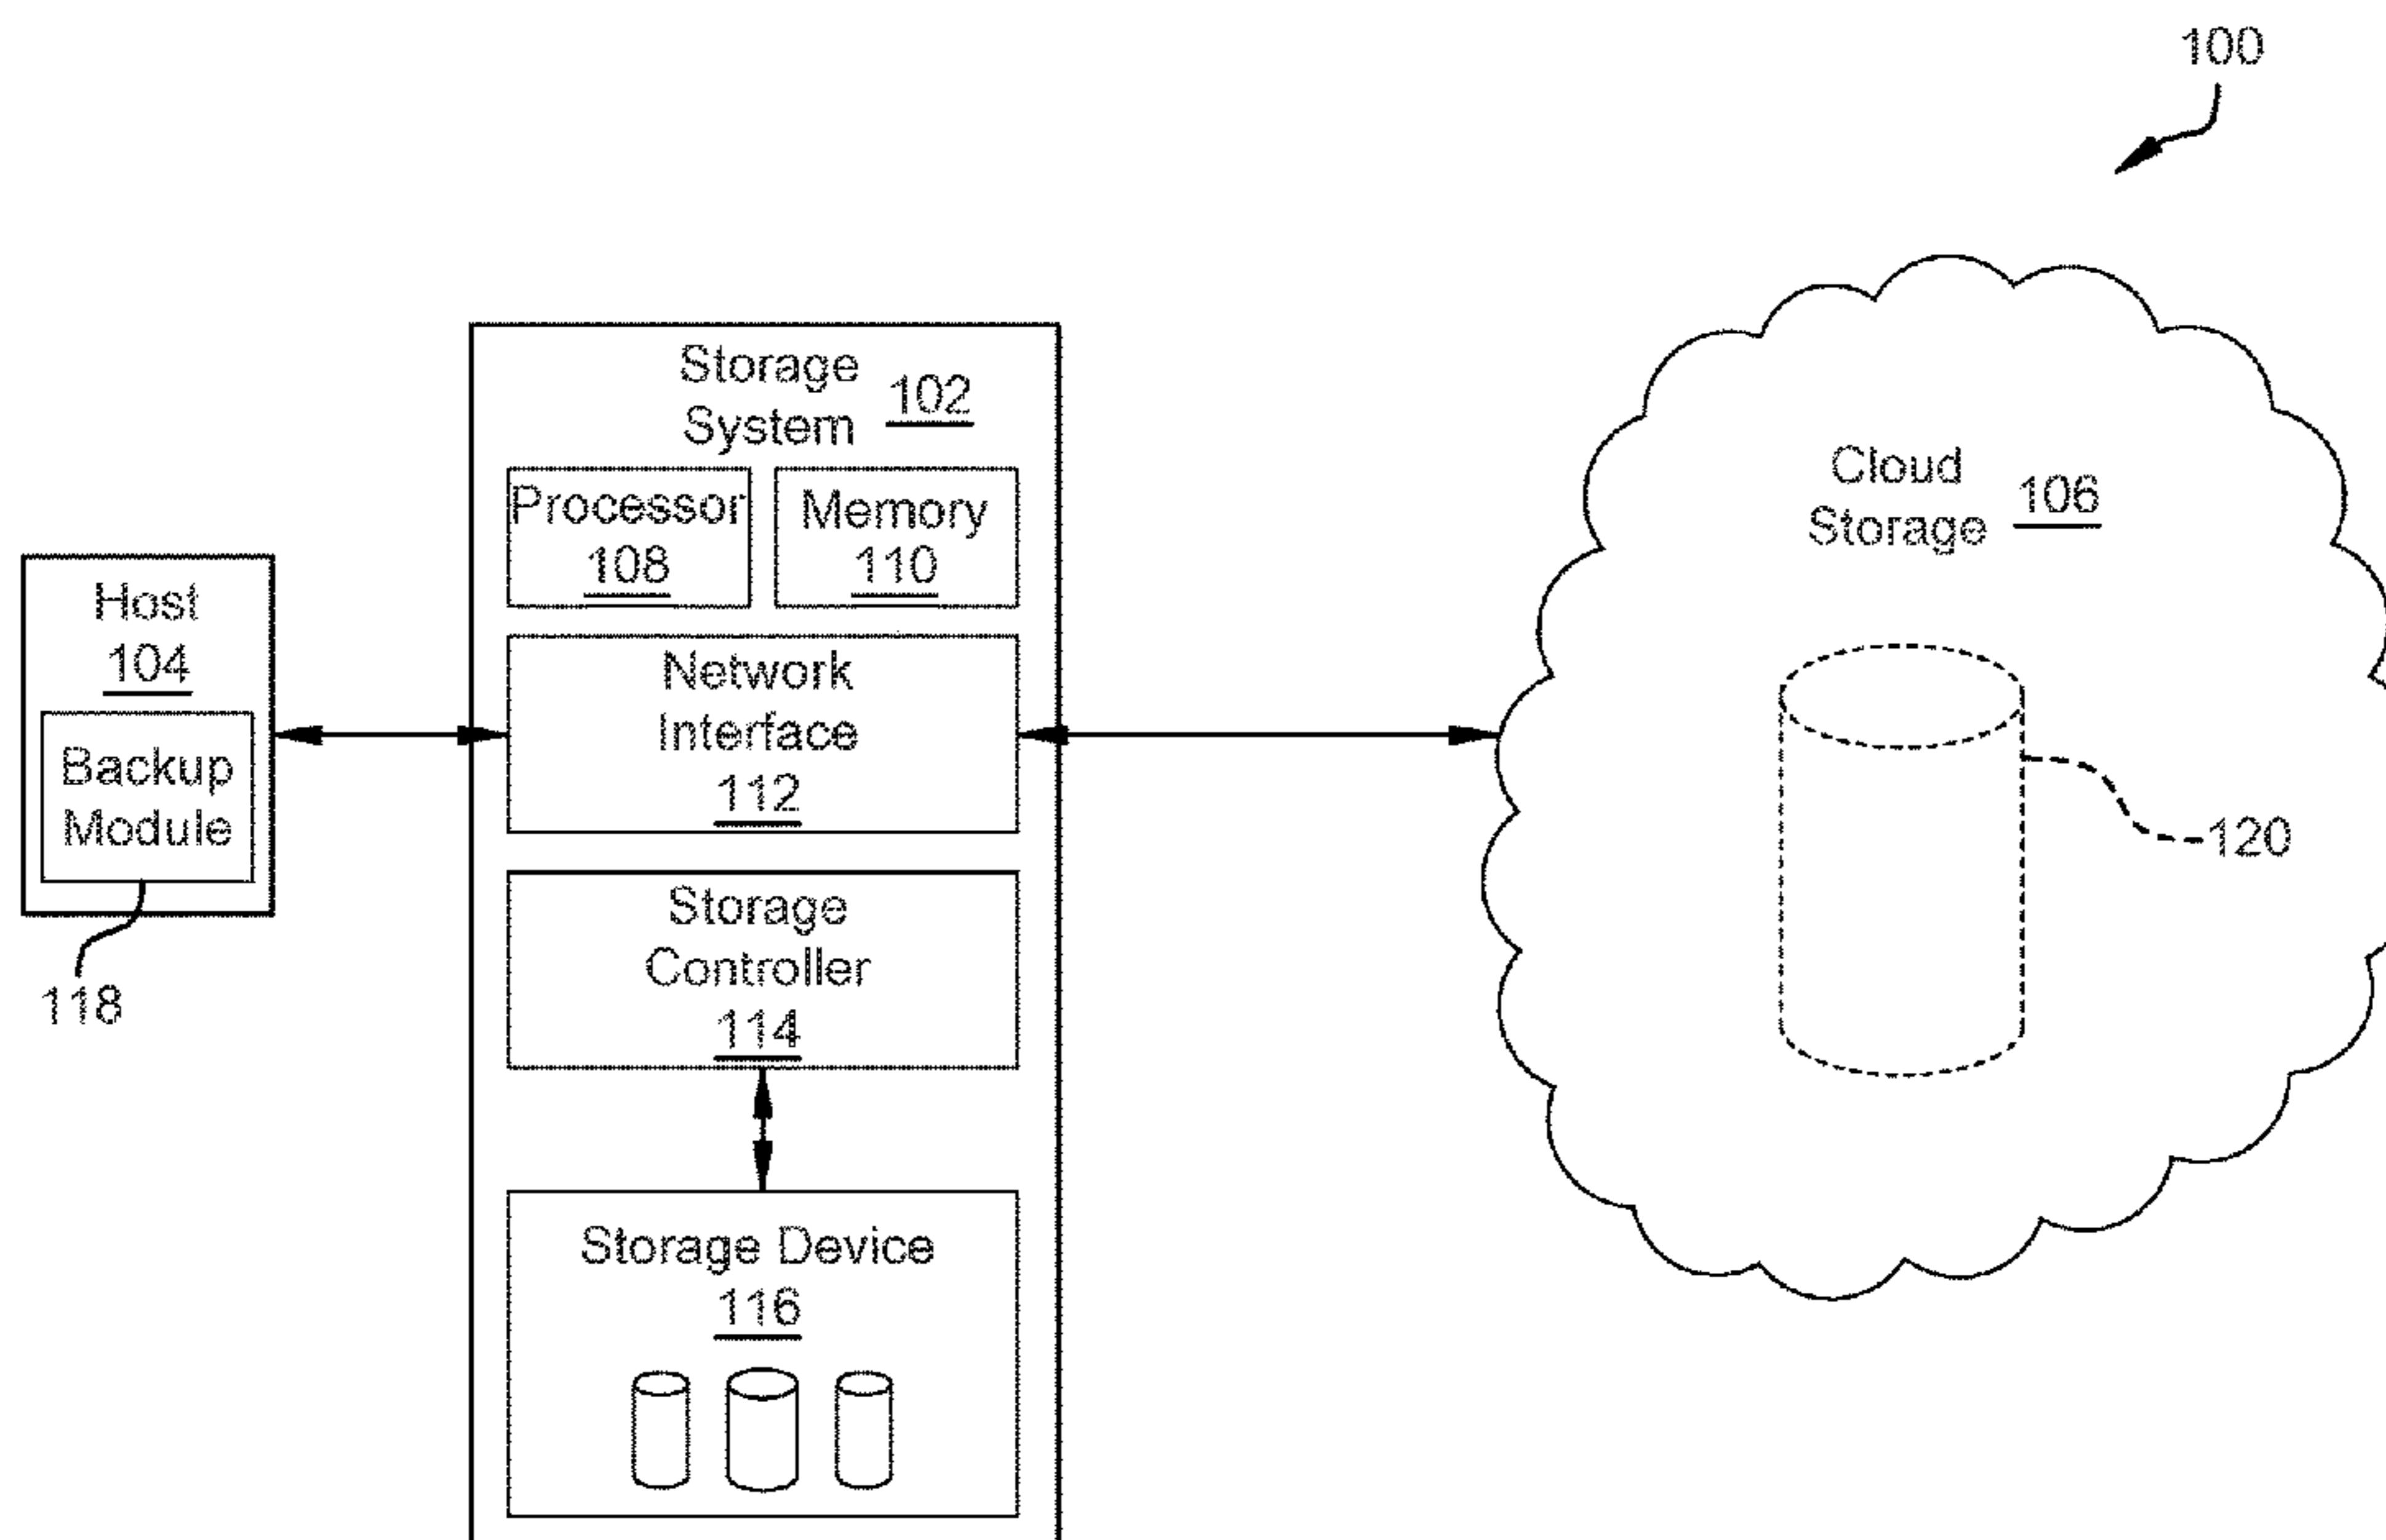 100
Storage
System 102
Processor
108
Memory
110
Host
104
Backup
Module
118
Network
Interface
112
Storage
Controller
114
Storage Device
116
Cloud
Storage 106
120